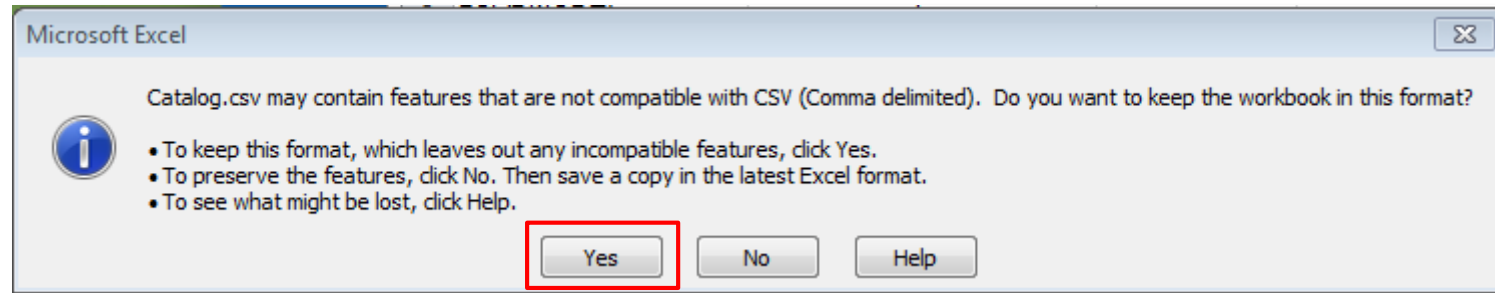 Microsoft Excel
Catalog.csv may contain features that are not compatible with CSV (Comma delimited).  Do you want to keep the workbook in this format?
• To keep this format, which leaves out any incompatible features, click Yes.
• To preserve the features, click No. Then save a copy in the latest Excel format.
• To see what might be lost, click Help.
Yes No Help